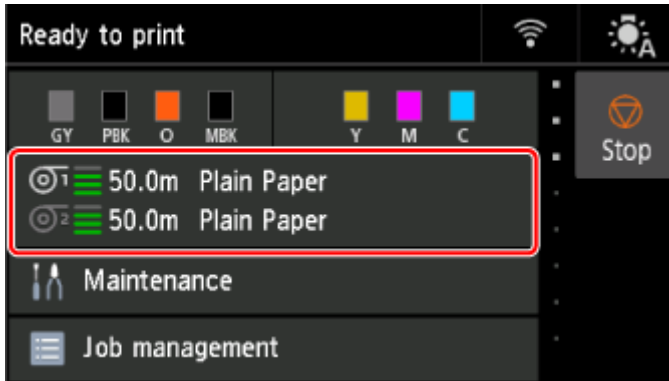 Ready to print
A
GY PBK O MBK Y M C
Stop
1 50.0m Plain Paper
2 50.0m Plain Paper
Maintenance
Job management